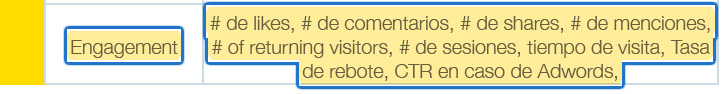 Engagement
# de likes, # de comentarios, # de shares, # de menciones,
# of returning visitors, # de sesiones, tiempo de visita, Tasa
de rebote, CTR en caso de Adwords,